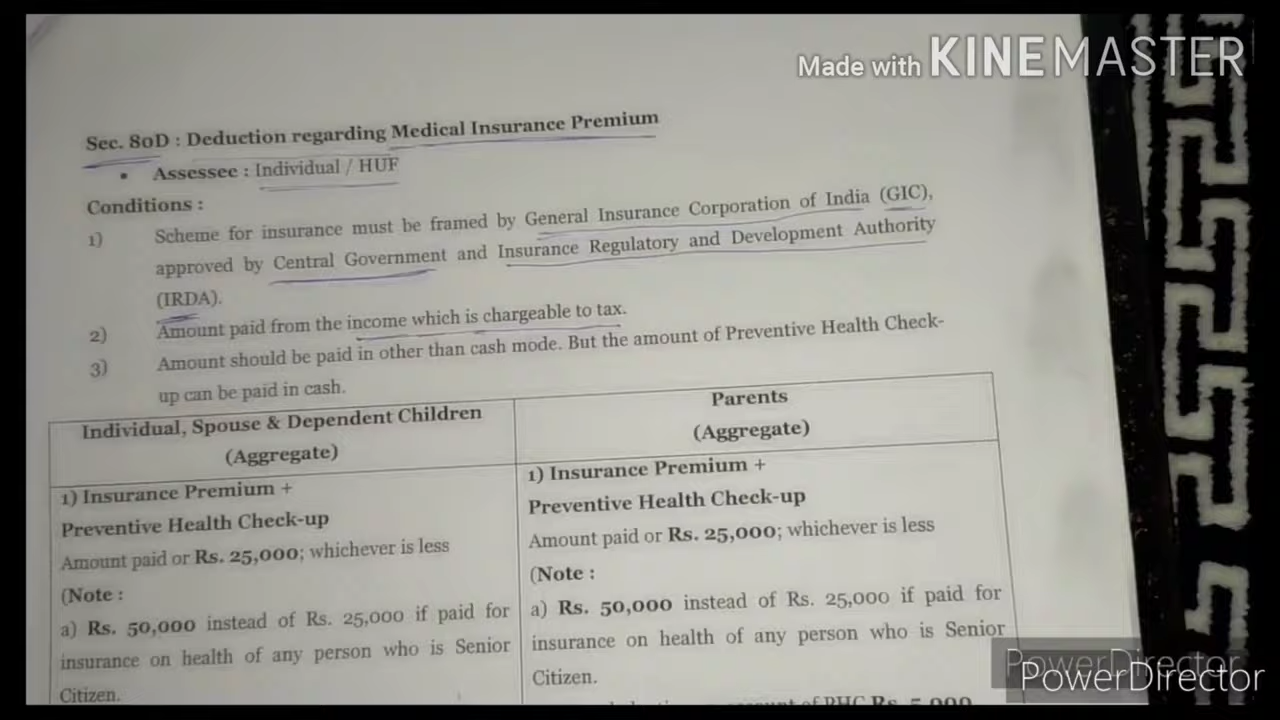 Made with KINEMASTER
Sec. 80D : Deduction regarding Medical Insurance Premium
• Assessee : Individual / HUF
Conditions :
1) Scheme for insurance must be framed by General Insurance Corporation of India (GIC),
approved by Central Government and Insurance Regulatory and Development Authority
(IRDA).
2) Amount paid from the income which is chargeable to tax.
3) Amount should be paid in other than cash mode. But the amount of Preventive Health Check-
up can be paid in cash.
Individual, Spouse & Dependent Children
(Aggregate)
1) Insurance Premium +
Preventive Health Check-up
Amount paid or Rs. 25,000; whichever is less
(Note :
a) Rs. 50,000 instead of Rs. 25,000 if paid for
insurance on health of any person who is Senior
Citizen.
Parents
(Aggregate)
1) Insurance Premium +
Preventive Health Check-up
Amount paid or Rs. 25,000; whichever is less
(Note :
a) Rs. 50,000 instead of Rs. 25,000 if paid for
insurance on health of any person who is Senior
Citizen.
of PHC Rs. 5,000
PowerDirector
PowerDirector